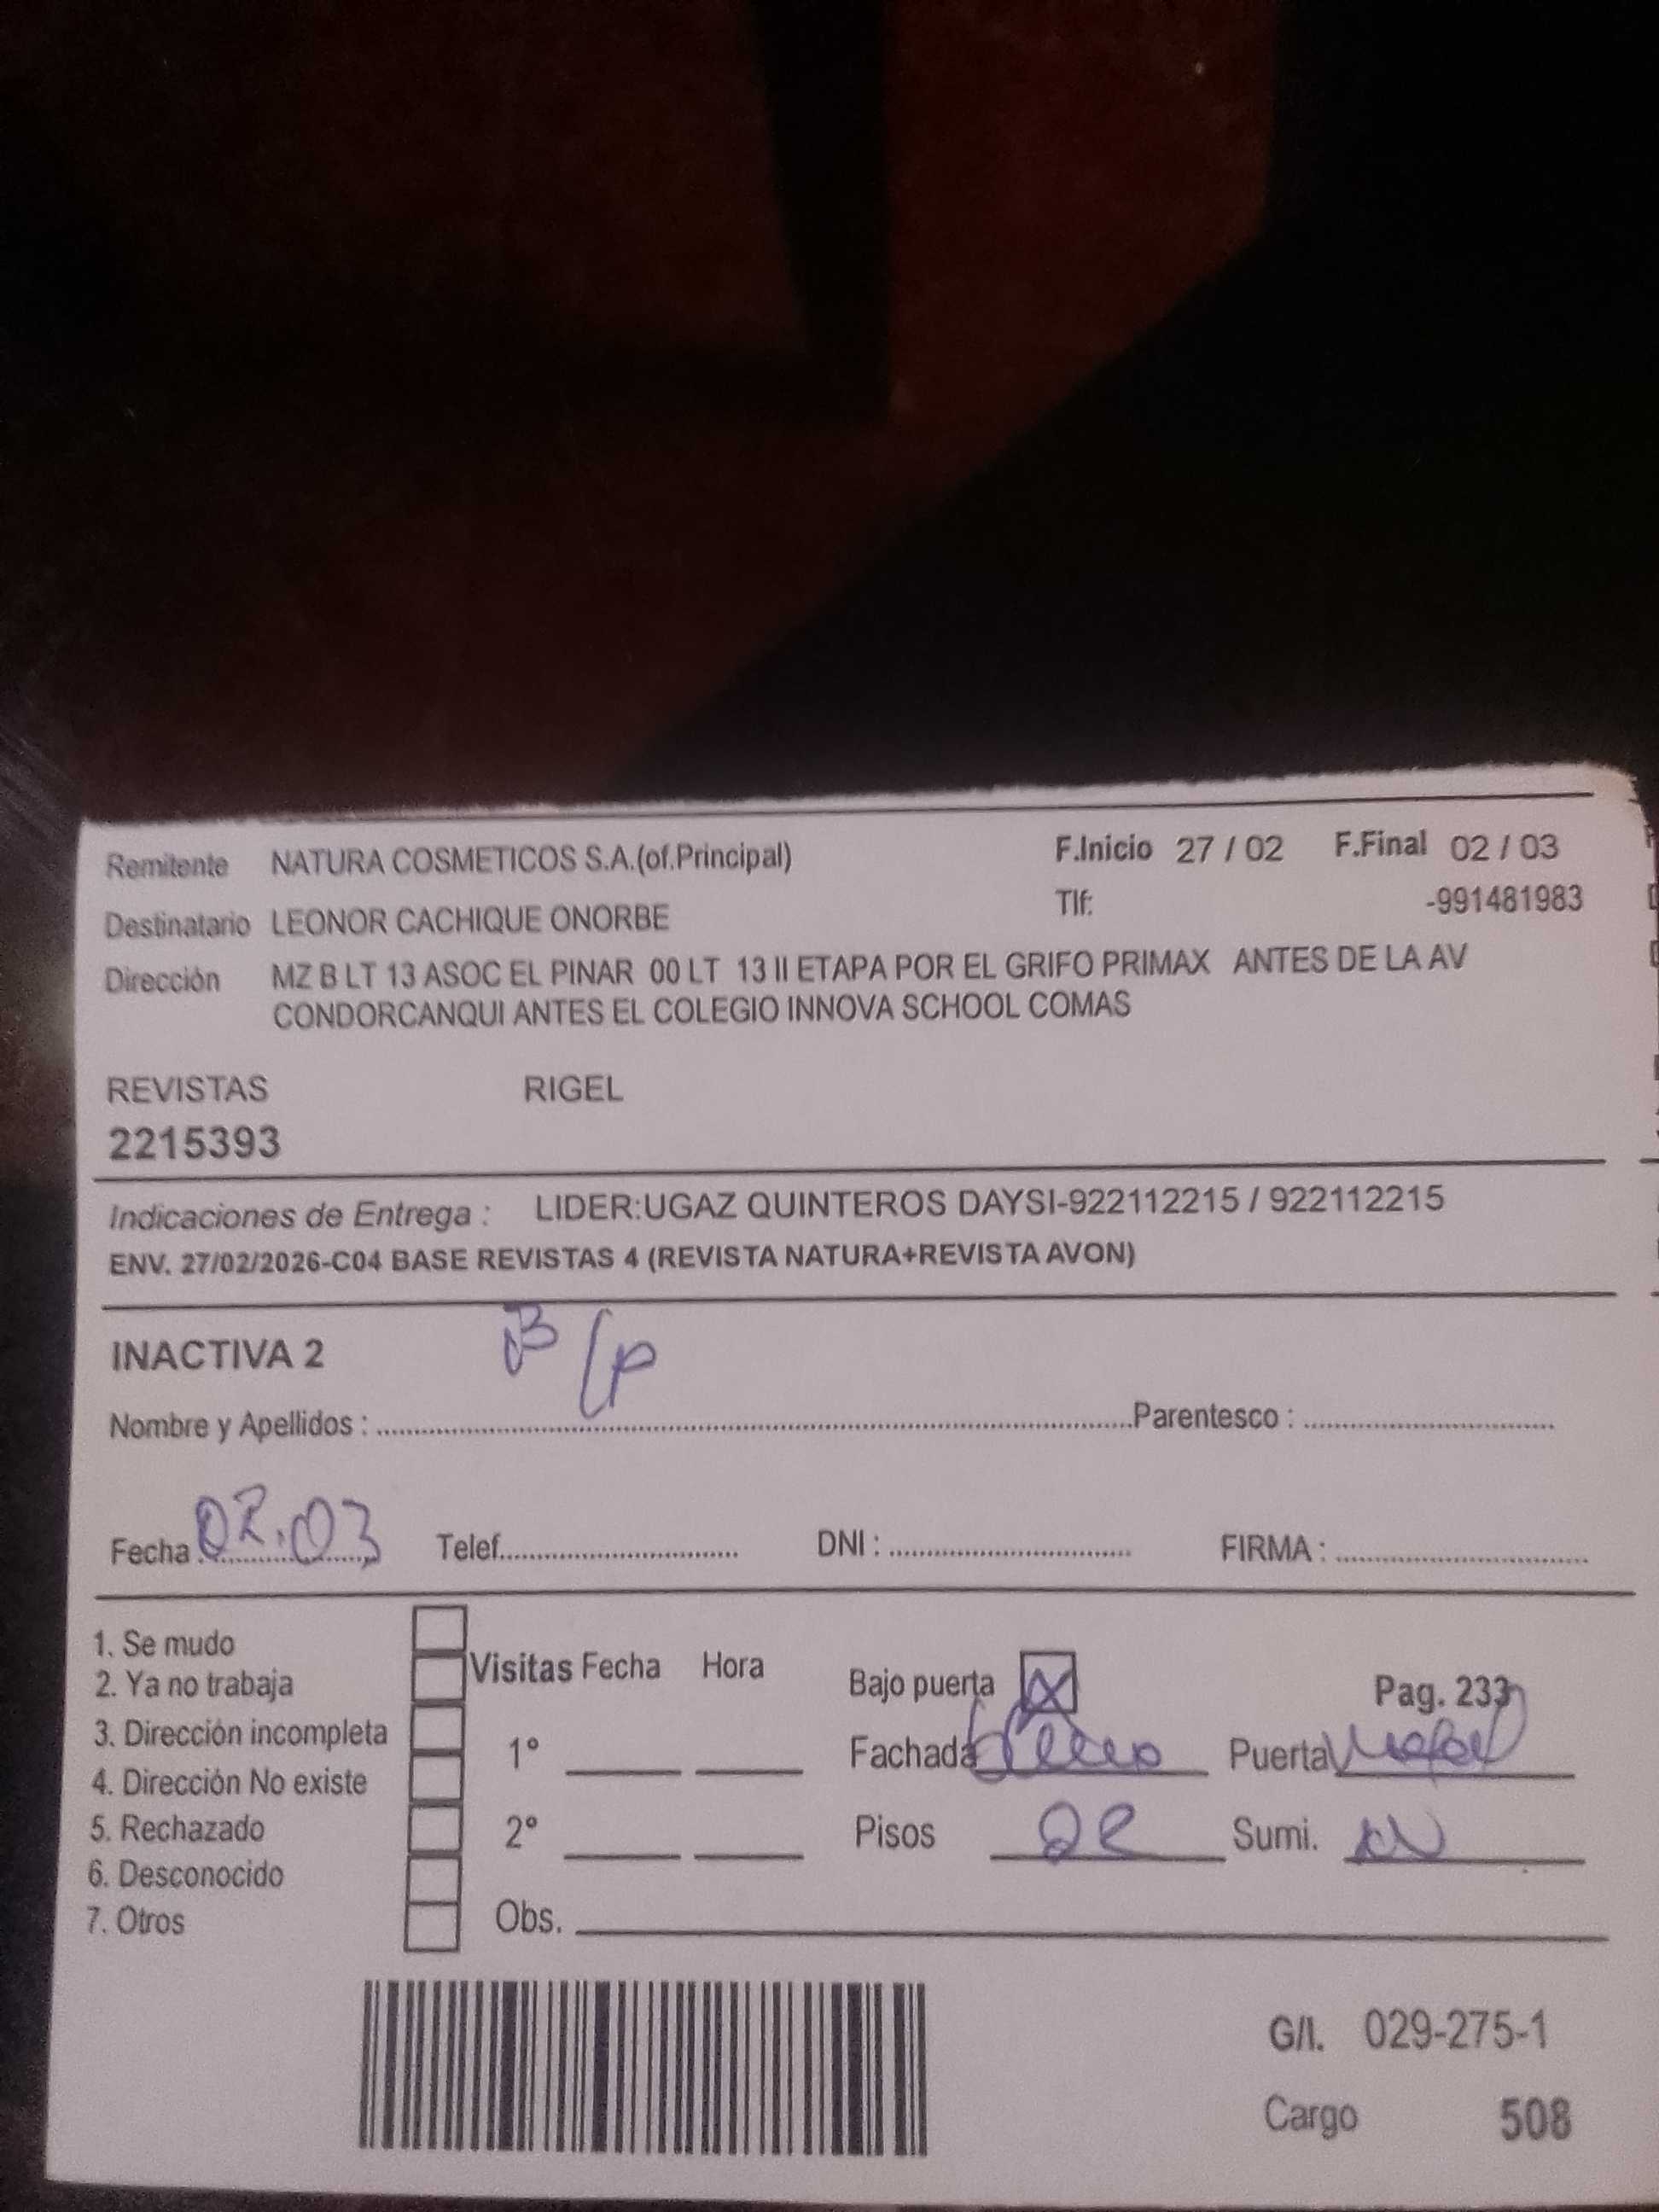 Remitente NATURA COSMETICOS S.A.(of.Principal) F.Inicio 27 / 02 F.Final 02 / 03
Destinatario LEONOR CACHIQUE ONORBE Tlf: -991481983
Dirección MZ B LT 13 ASOC EL PINAR 00 LT 13 II ETAPA POR EL GRIFO PRIMAX ANTES DE LA AV
CONDORCANQUI ANTES EL COLEGIO INNOVA SCHOOL COMAS
REVISTAS RIGEL
2215393
Indicaciones de Entrega : LIDER:UGAZ QUINTEROS DAYSI-922112215 / 922112215
ENV. 27/02/2026-C04 BASE REVISTAS 4 (REVISTA NATURA+REVISTA AVON)
INACTIVA 2 B/P
Nombre y Apellidos : Parentesco :
Fecha 02.03 Telef. DNI : FIRMA :
1. Se mudo
2. Ya no trabaja
3. Dirección incompleta
4. Dirección No existe
5. Rechazado
6. Desconocido
7. Otros
Visitas Fecha Hora
1°
2°
Obs.
Bajo puerta X Pag. 233
Fachada Puerta
Pisos 02 Sumi.
G/I. 029-275-1
Cargo 508